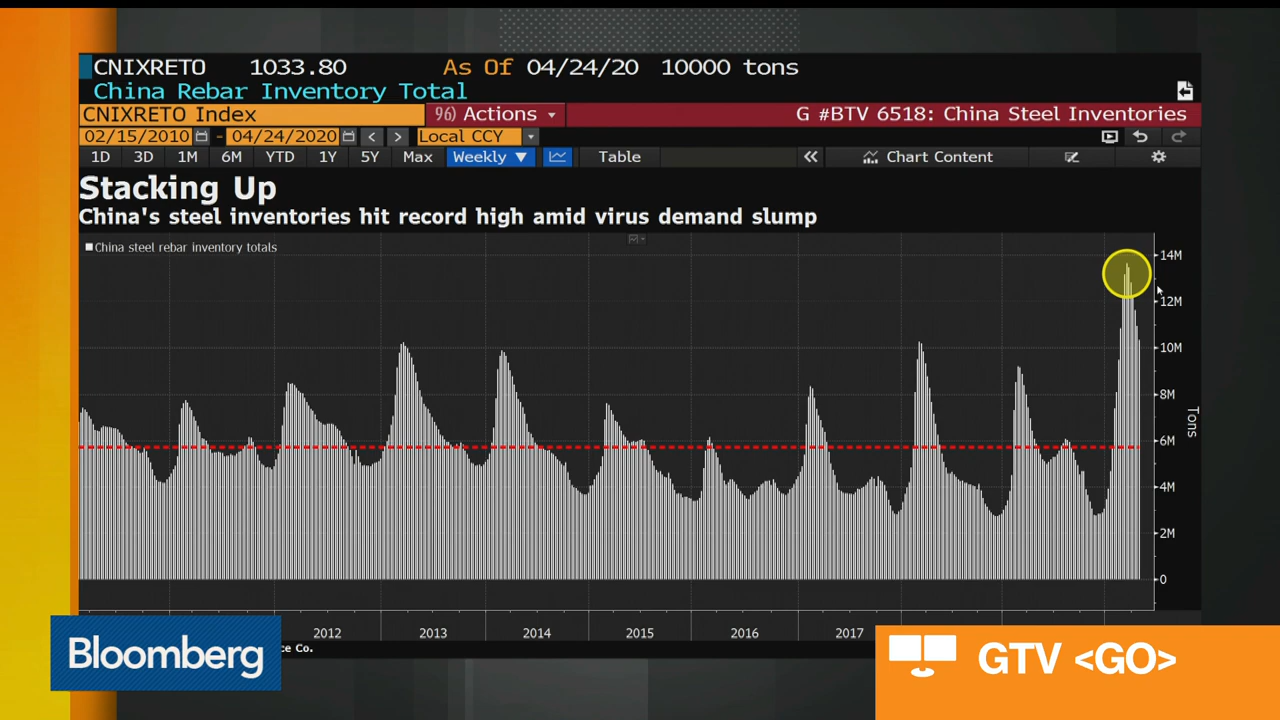 CNIXRETO 1033.80 As Of 04/24/20 10000 tons
China Rebar Inventory Total
CNIXRETO Index 96) Actions G #BTV 6518: China Steel Inventories
02/15/2010 - 04/24/2020 < > Local CCY
1D 3D 1M 6M YTD 1Y 5Y Max Weekly ▼ Table « Chart Content
Stacking Up
China's steel inventories hit record high amid virus demand slump
China steel rebar inventory totals
14M
12M
10M
8M
6M
4M
2M
0
Tons
2012 2013 2014 2015 2016 2017
ce Co.
Bloomberg
GTV <GO>